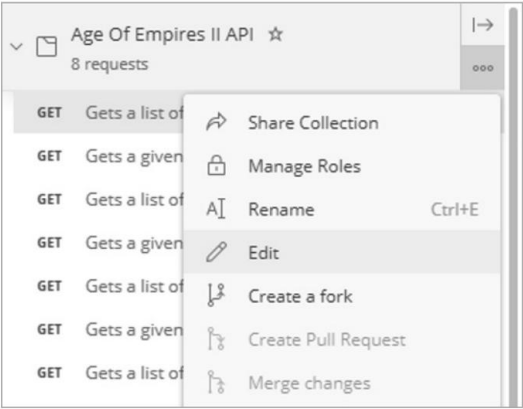 Age Of Empires II API
8 requests
GET Gets a list of
Share Collection
GET Gets a given
Manage Roles
GET Gets a list of
Rename Ctrl+E
GET Gets a given
Edit
GET Gets a list of
Create a fork
GET Gets a given
Create Pull Request
GET Gets a list of
Merge changes